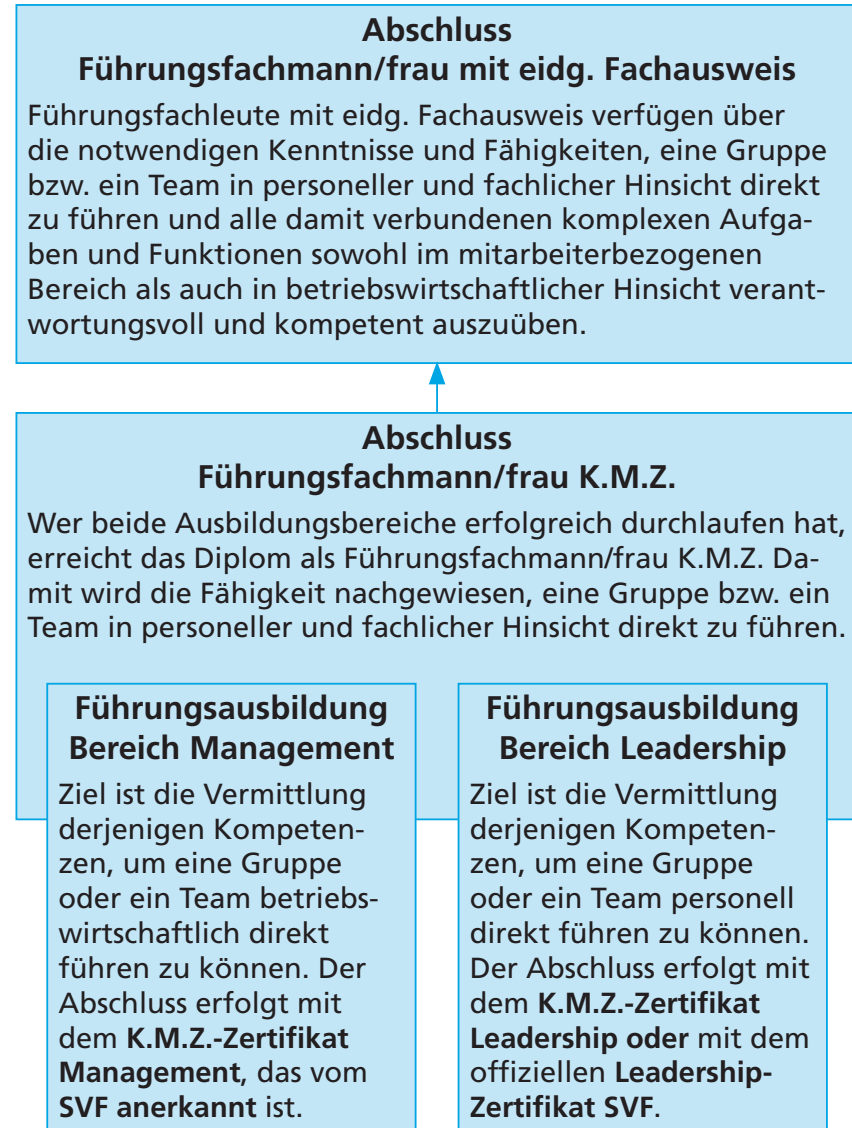 Abschluss
Führungsfachmann/frau mit eidg. Fachausweis
Führungsfachleute mit eidg. Fachausweis verfügen über
die notwendigen Kenntnisse und Fähigkeiten, eine Gruppe
bzw. ein Team in personeller und fachlicher Hinsicht direkt
zu führen und alle damit verbundenen komplexen Aufga-
ben und Funktionen sowohl im mitarbeiterbezogenen
Bereich als auch in betriebswirtschaftlicher Hinsicht verant-
wortungsvoll und kompetent auszuüben.
Abschluss
Führungsfachmann/frau K.M.Z.
Wer beide Ausbildungsbereiche erfolgreich durchlaufen hat,
erreicht das Diplom als Führungsfachmann/frau K.M.Z. Da-
mit wird die Fähigkeit nachgewiesen, eine Gruppe bzw. ein
Team in personeller und fachlicher Hinsicht direkt zu führen.
Führungsausbildung
Bereich Management
Ziel ist die Vermittlung
derjenigen Kompeten-
zen, um eine Gruppe
oder ein Team betriebs-
wirtschaftlich direkt
führen zu können. Der
Abschluss erfolgt mit
dem K.M.Z.-Zertifikat
Management, das vom
SVF anerkannt ist.
Führungsausbildung
Bereich Leadership
Ziel ist die Vermittlung
derjenigen Kompeten-
zen, um eine Gruppe
oder ein Team personell
direkt führen zu können.
Der Abschluss erfolgt mit
dem K.M.Z.-Zertifikat
Leadership oder mit dem
offiziellen Leadership-
Zertifikat SVF.